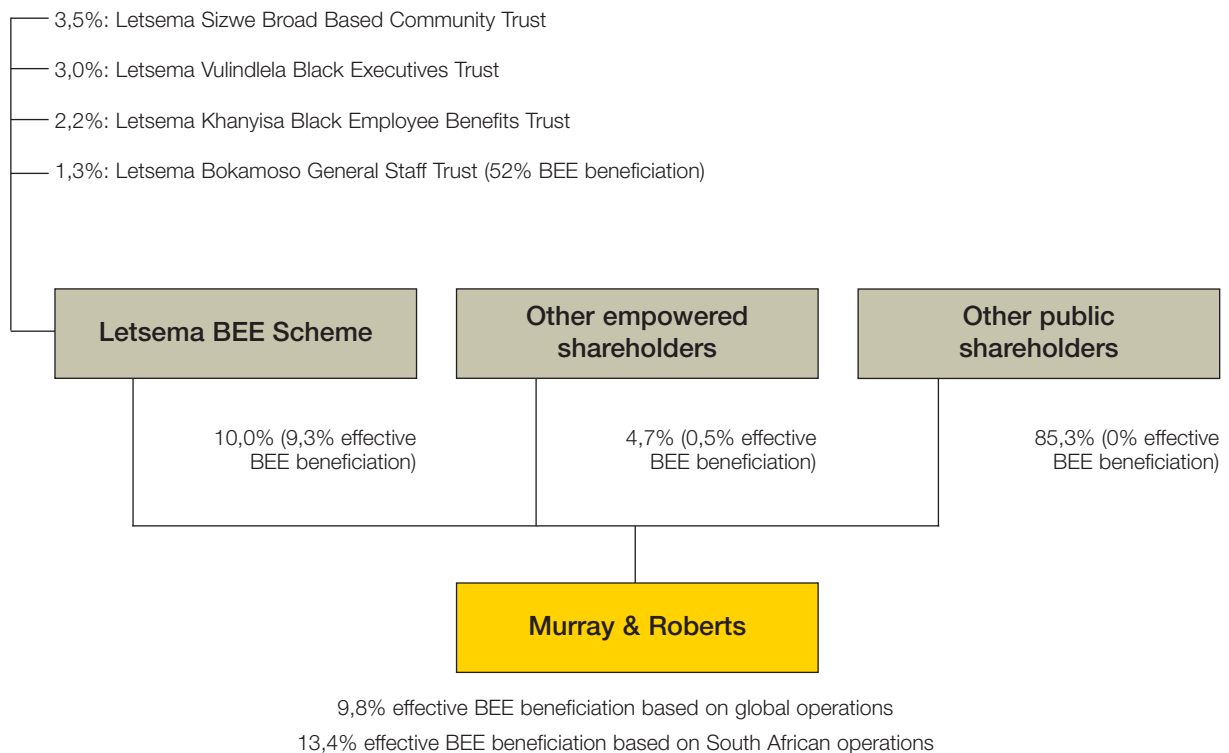 3,5%: Letsema Sizwe Broad Based Community Trust
3,0%: Letsema Vulindlela Black Executives Trust
2,2%: Letsema Khanyisa Black Employee Benefits Trust
1,3%: Letsema Bokamoso General Staff Trust (52% BEE beneficiation)
Letsema BEE Scheme
Other empowered
shareholders
Other public
shareholders
10,0% (9,3% effective
BEE beneficiation)
4,7% (0,5% effective
BEE beneficiation)
85,3% (0% effective
BEE beneficiation)
Murray & Roberts
9,8% effective BEE beneficiation based on global operations
13,4% effective BEE beneficiation based on South African operations